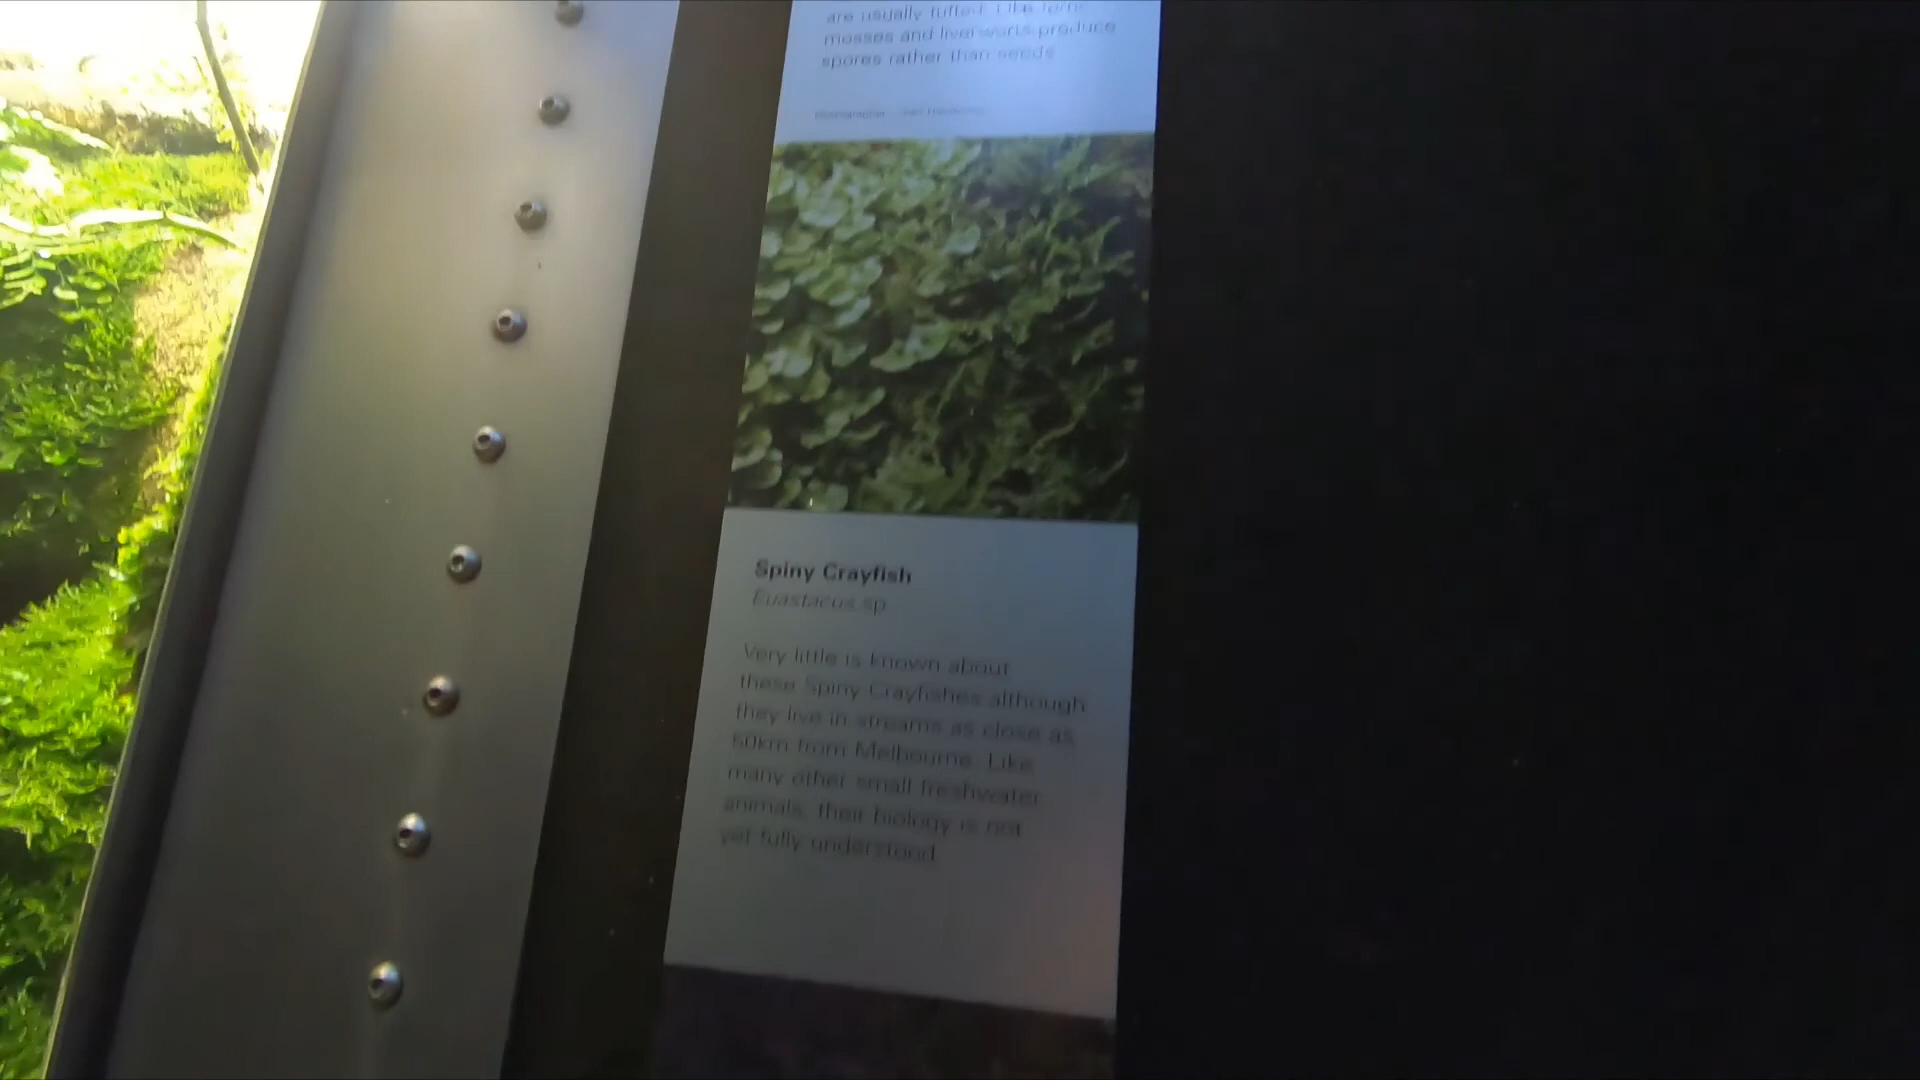 are usually tufted. Like ferns
mosses and liverworts produce
spores rather than seeds
Spiny Crayfish
Euastacus sp
Very little is known about
these Spiny Crayfishes although
they live in streams as close as
50km from Melbourne. Like
many other small freshwater
animals, their biology is not
yet fully understood